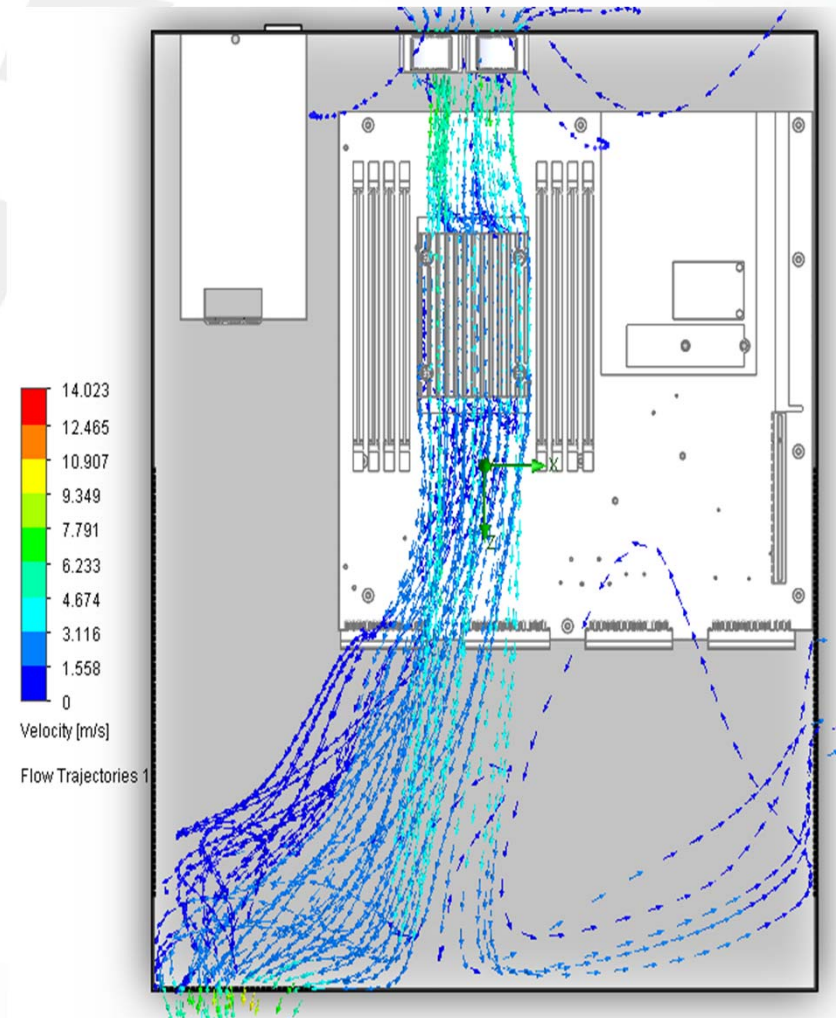 14.023
12.465
10.907
9.349
7.791
6.233
4.674
3.116
1.558
0
Velocity [m/s]
Flow Trajectories 1
X
Z